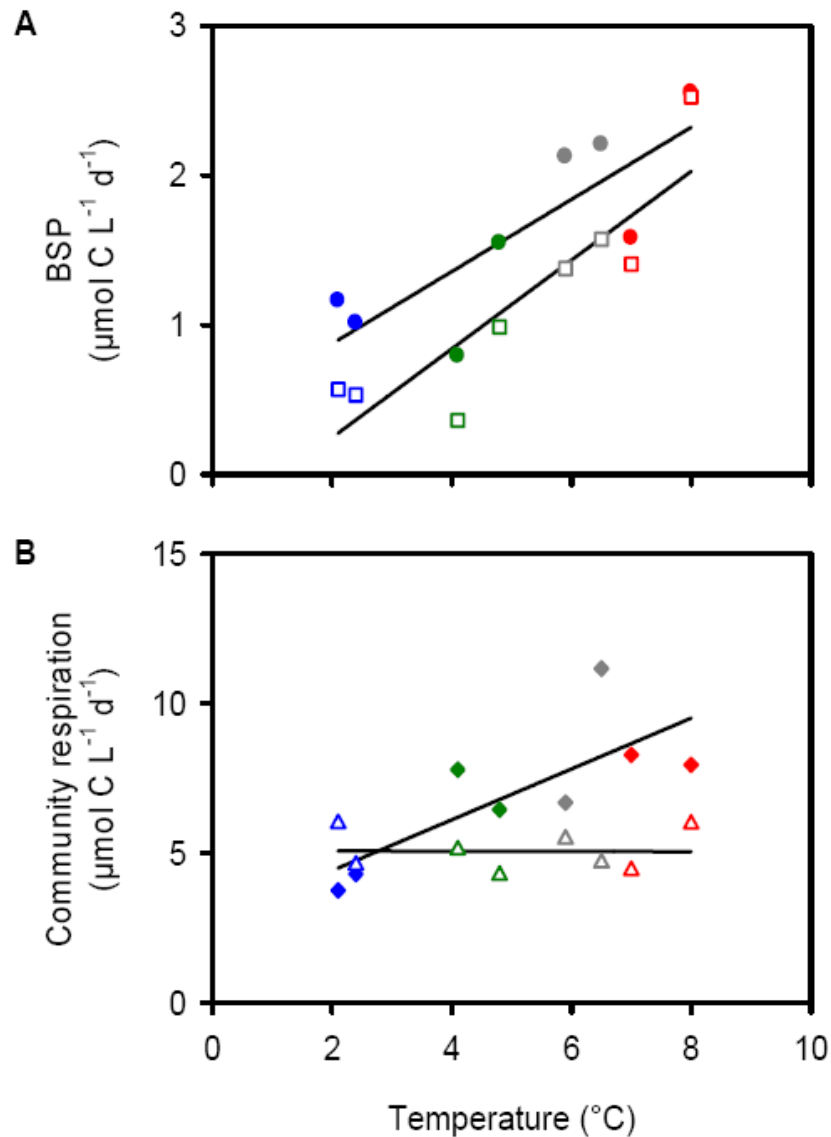 A
3
2
1
0
BSP
(µmol C L⁻¹ d⁻¹)
B
15
10
5
0
Community respiration
(µmol C L⁻¹ d⁻¹)
0 2 4 6 8 10
Temperature (°C)